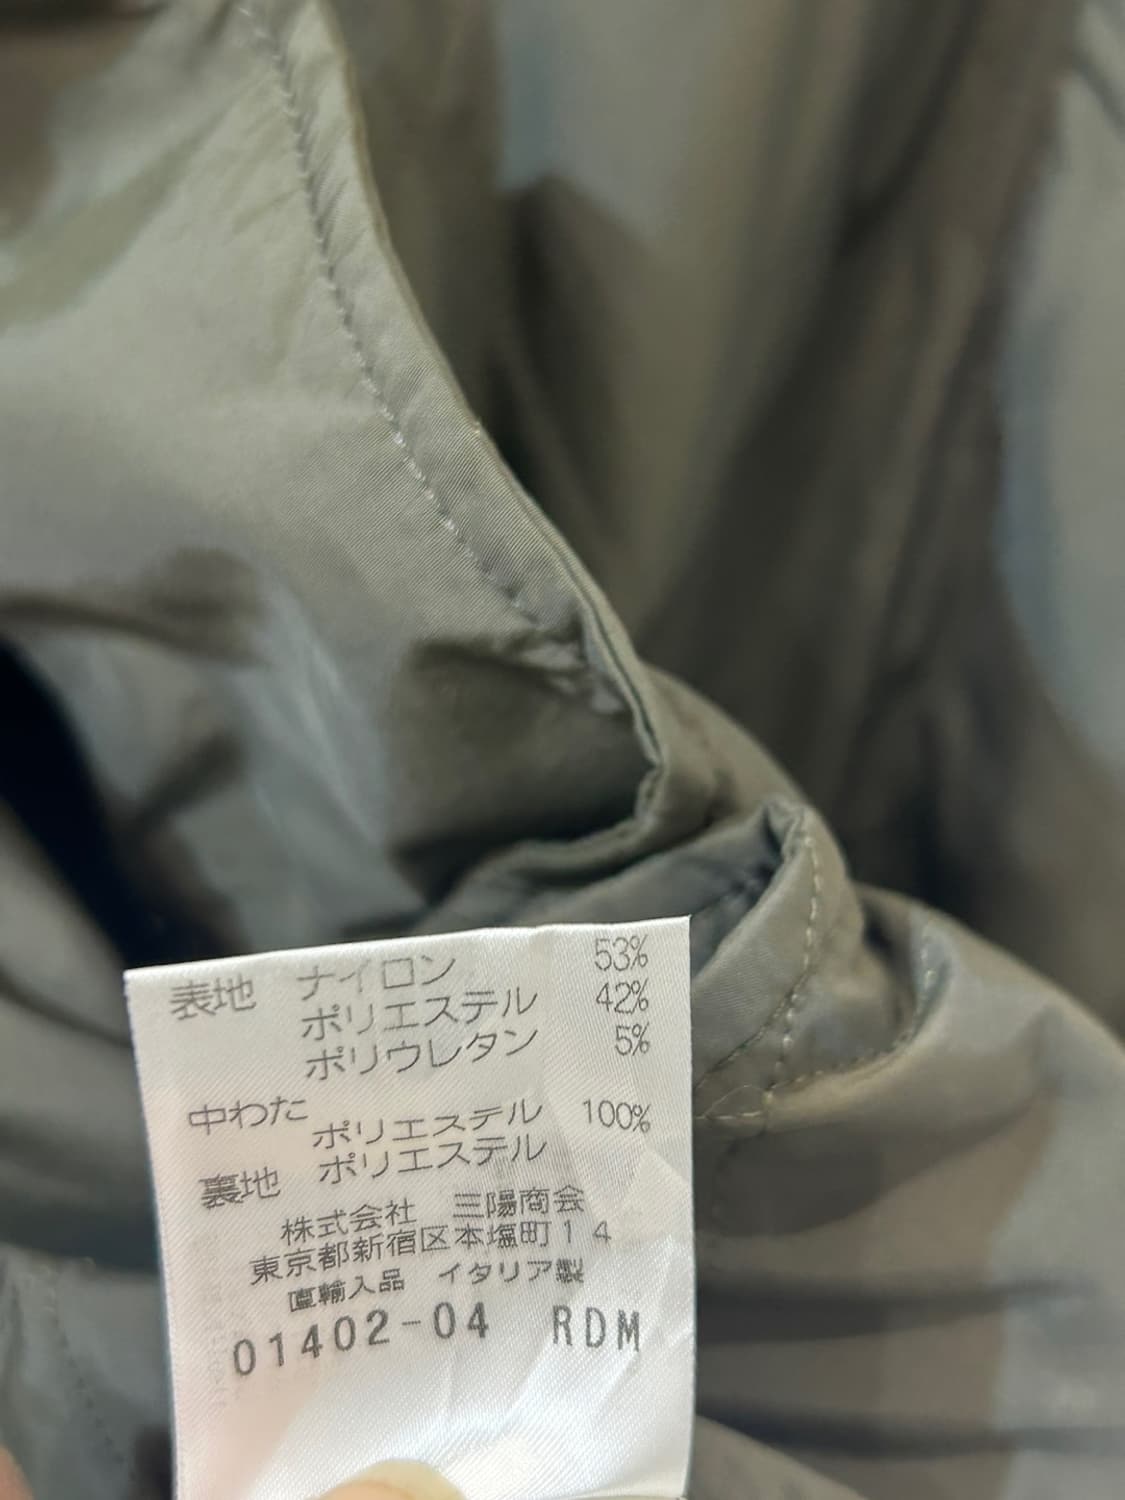 表地 ナイロン 53%
ポリエステル 42%
ポリウレタン 5%
中わた ポリエステル 100%
裏地 ポリエステル
株式会社 三陽商会
東京都新宿区本塩町14
直輸入品 イタリア製
01402-04 RDM